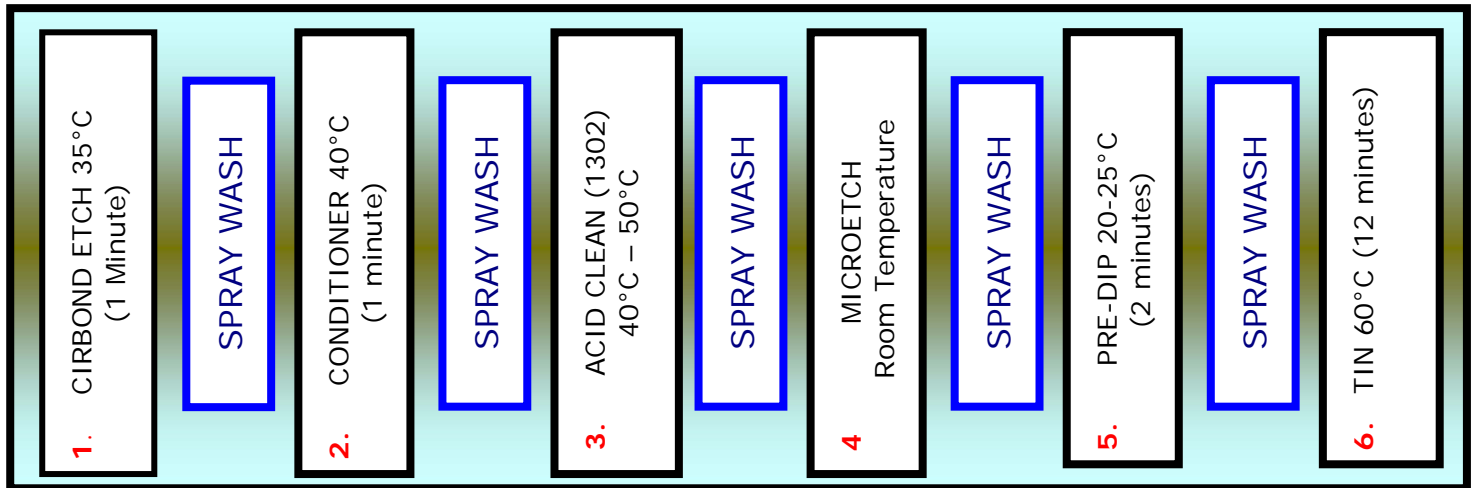 1. CIRBOND ETCH 35°C
(1 Minute)
SPRAY WASH
2. CONDITIONER 40°C
(1 minute)
SPRAY WASH
3. ACID CLEAN (1302)
40°C – 50°C
SPRAY WASH
4 MICROETCH
Room Temperature
SPRAY WASH
5. PRE-DIP 20-25°C
(2 minutes)
SPRAY WASH
6. TIN 60°C (12 minutes)